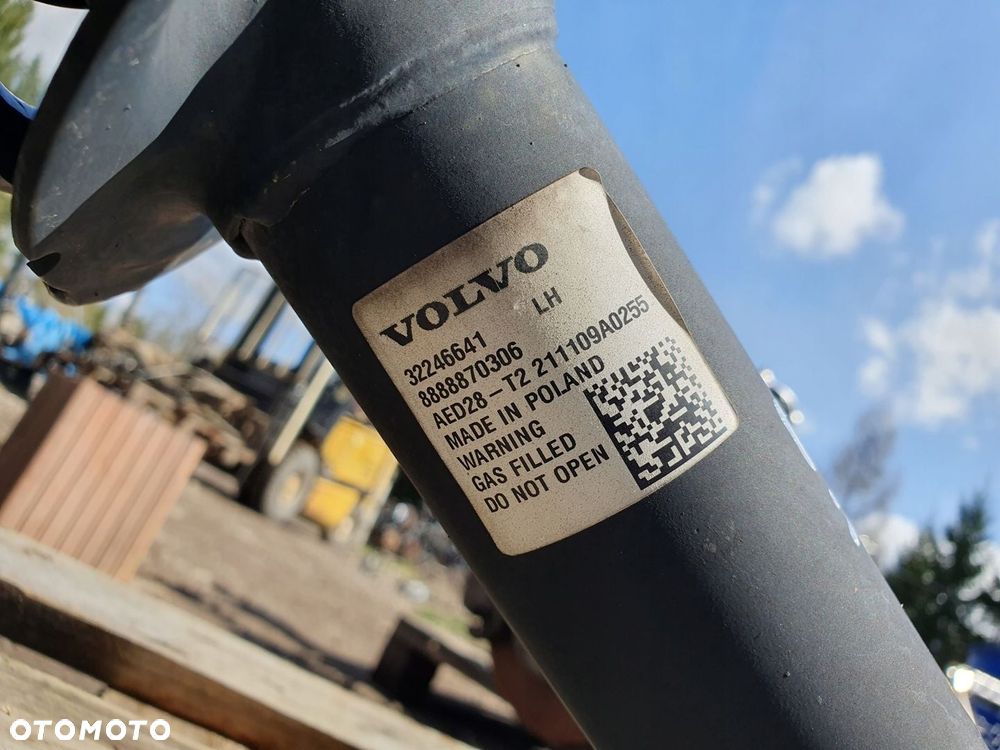 VOLVO
32246641 LH
8888870306
AED28-T2 211109A0255
MADE IN POLAND
WARNING
GAS FILLED
DO NOT OPEN
OTOMOTO